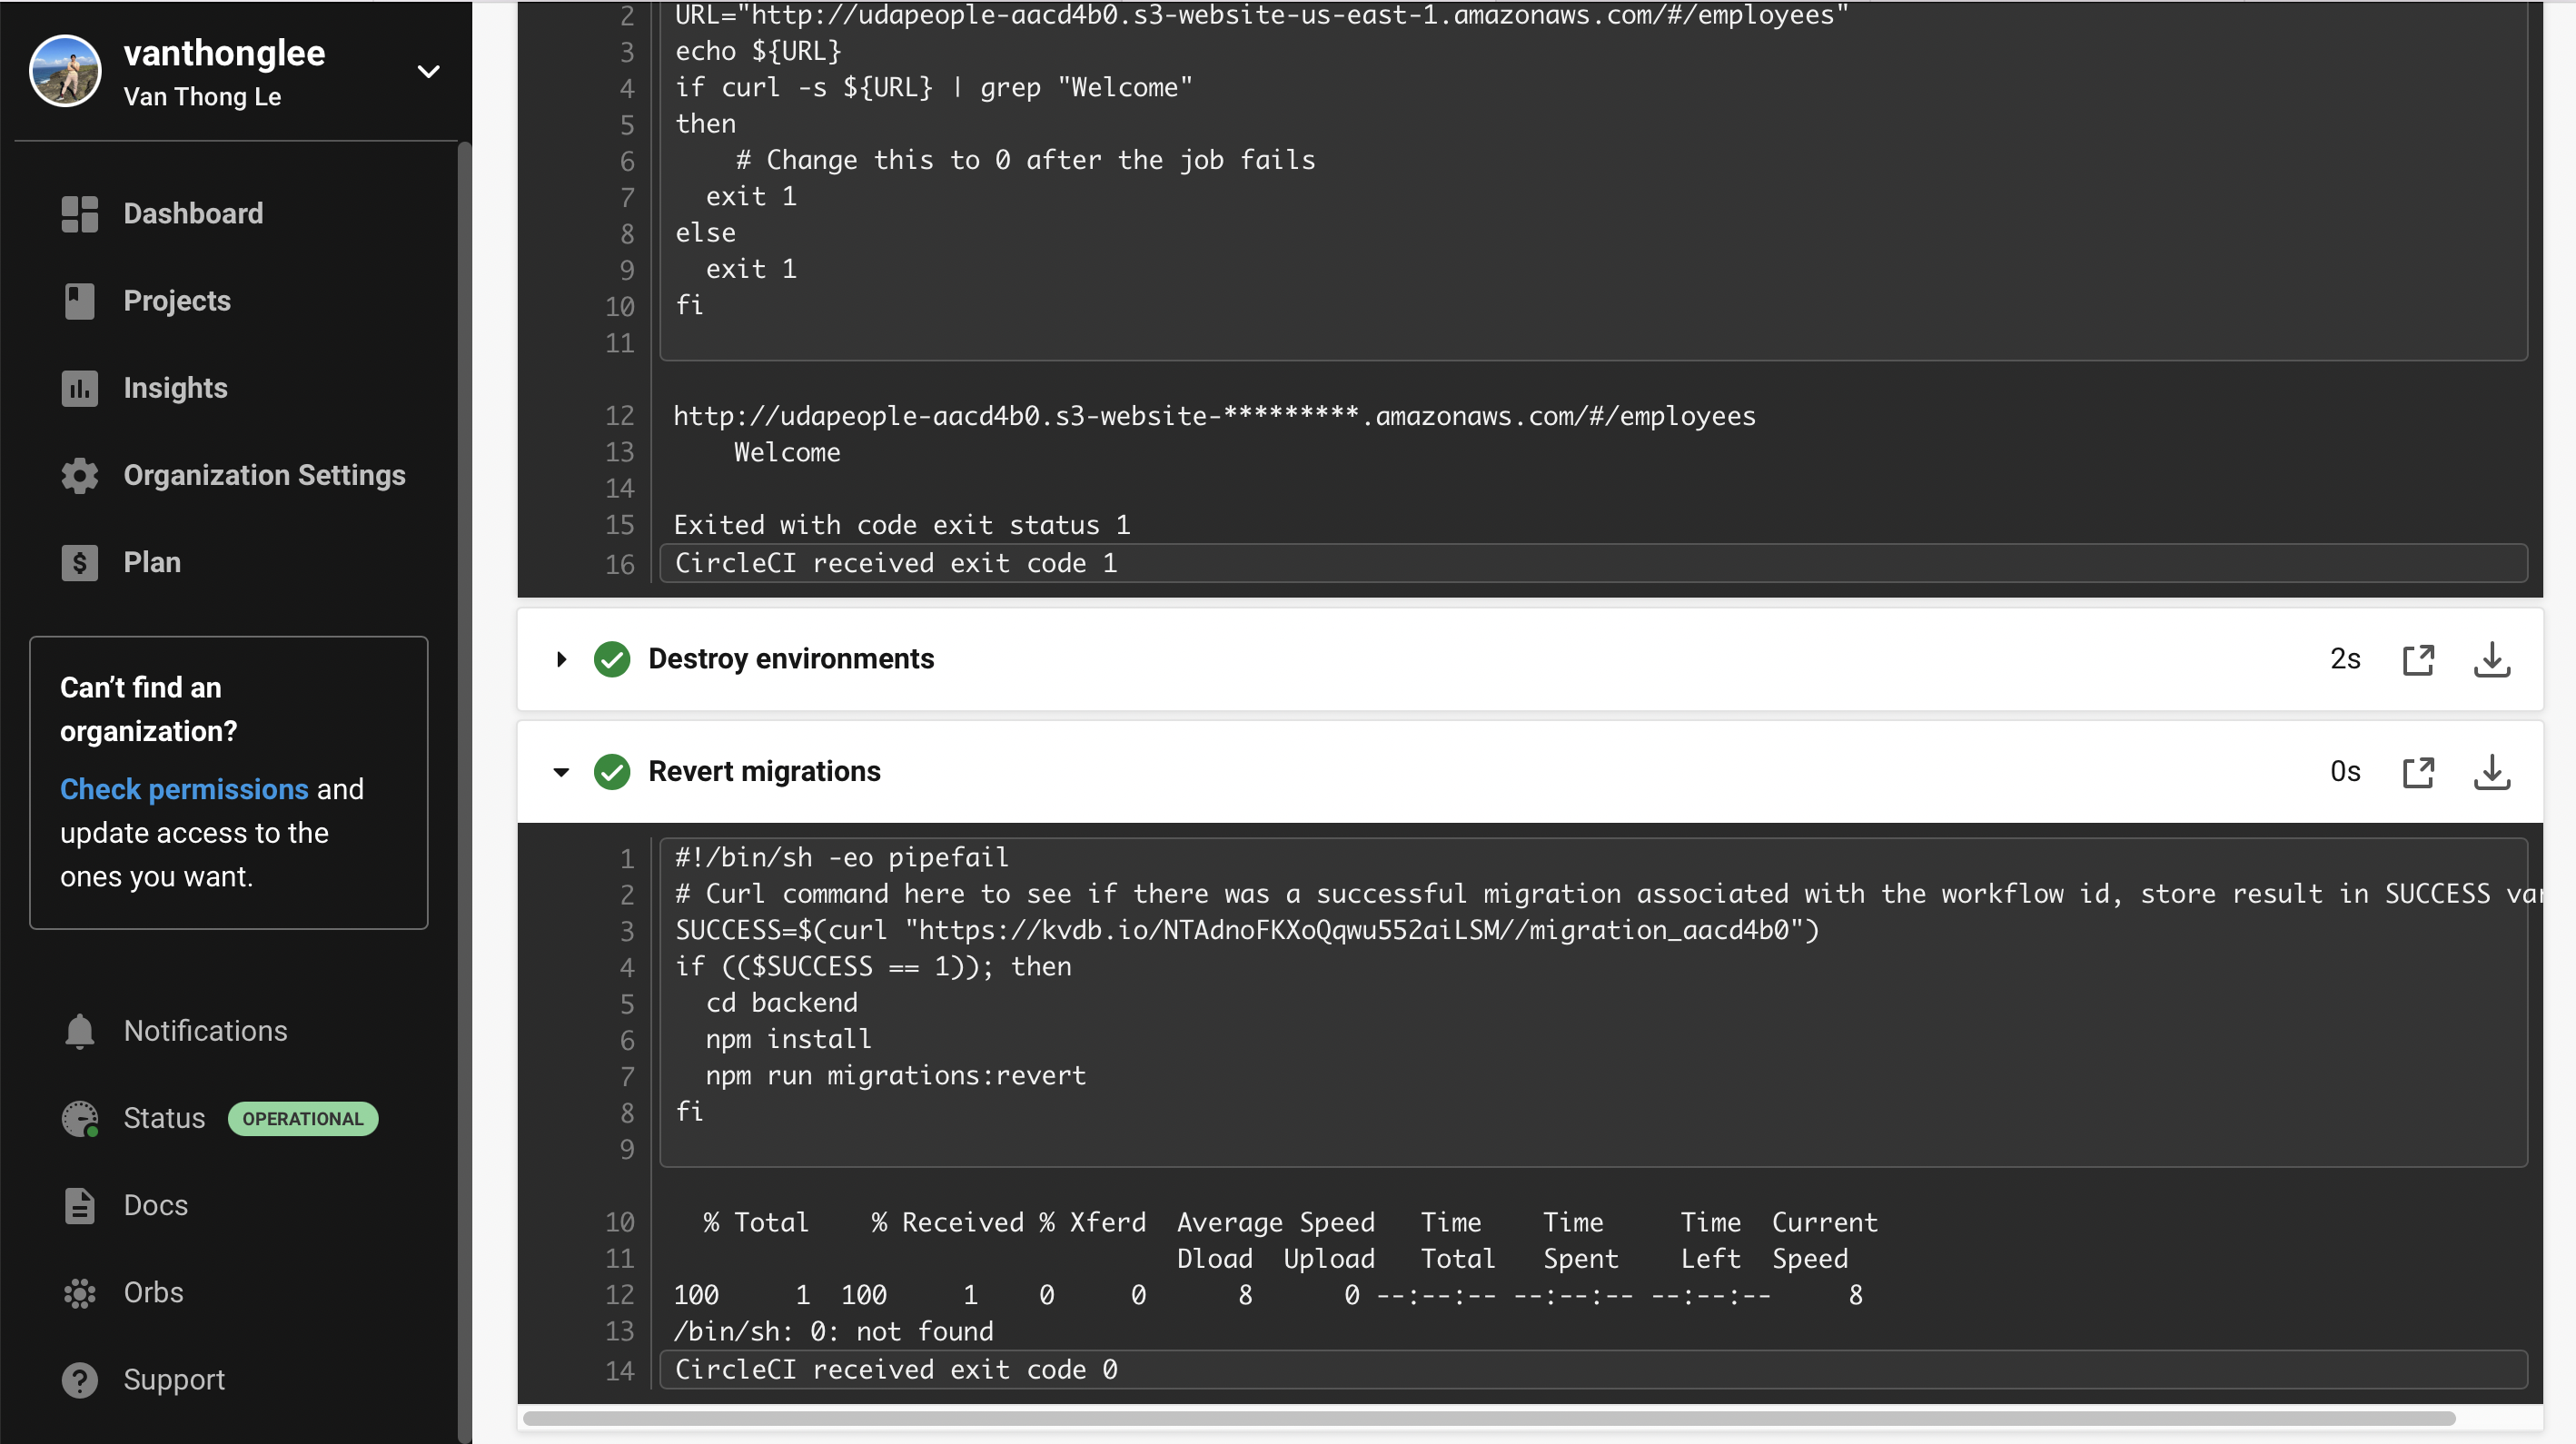 vanthonglee
Van Thong Le
Dashboard
Projects
Insights
Organization Settings
Plan
Can’t find an
organization?
Check permissions and
update access to the
ones you want.
Notifications
Status OPERATIONAL
Docs
Orbs
Support
2 URL="http://udapeople-aacd4b0.s3-website-us-east-1.amazonaws.com/#/employees"
3 echo ${URL}
4 if curl -s ${URL} | grep "Welcome"
5 then
6     # Change this to 0 after the job fails
7   exit 1
8 else
9   exit 1
10 fi
11
12 http://udapeople-aacd4b0.s3-website-*********.amazonaws.com/#/employees
13     Welcome
14
15 Exited with code exit status 1
16 CircleCI received exit code 1
Destroy environments 2s
Revert migrations 0s
1 #!/bin/sh -eo pipefail
2 # Curl command here to see if there was a successful migration associated with the workflow id, store result in SUCCESS var
3 SUCCESS=$(curl "https://kvdb.io/NTAdnoFKXoQqwu552aiLSM//migration_aacd4b0")
4 if (($SUCCESS == 1)); then
5   cd backend
6   npm install
7   npm run migrations:revert
8 fi
9
10   % Total    % Received % Xferd  Average Speed   Time    Time     Time  Current
11                                  Dload  Upload   Total   Spent    Left  Speed
12 100     1  100     1    0     0      8      0 --:--:-- --:--:-- --:--:--     8
13 /bin/sh: 0: not found
14 CircleCI received exit code 0